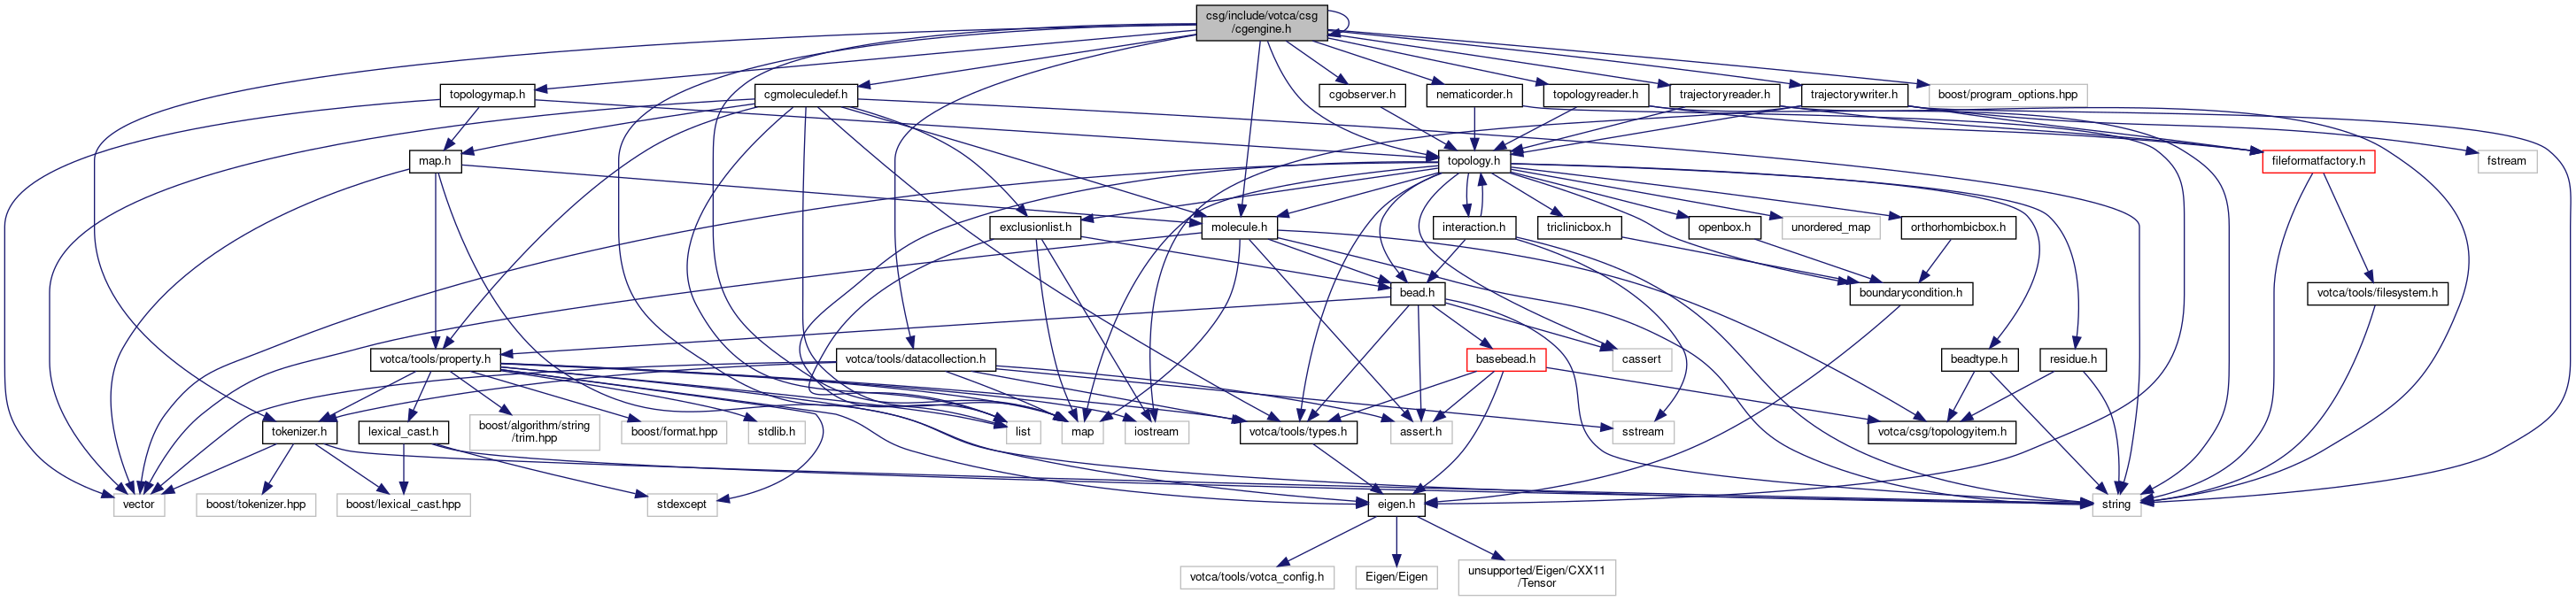 csg/include/votca/csg
/cgengine.h
topologymap.h
cgmoleculedef.h
cgobserver.h
nematicorder.h
topologyreader.h
trajectoryreader.h
trajectorywriter.h
boost/program_options.hpp
map.h
topology.h
fileformatfactory.h
fstream
exclusionlist.h
molecule.h
interaction.h
triclinicbox.h
openbox.h
unordered_map
orthorhombicbox.h
bead.h
boundarycondition.h
votca/tools/filesystem.h
votca/tools/property.h
votca/tools/datacollection.h
basebead.h
cassert
beadtype.h
residue.h
tokenizer.h
lexical_cast.h
boost/algorithm/string
/trim.hpp
boost/format.hpp
stdlib.h
list
map
iostream
votca/tools/types.h
assert.h
sstream
votca/csg/topologyitem.h
vector
boost/tokenizer.hpp
boost/lexical_cast.hpp
stdexcept
eigen.h
string
votca/tools/votca_config.h
Eigen/Eigen
unsupported/Eigen/CXX11
/Tensor